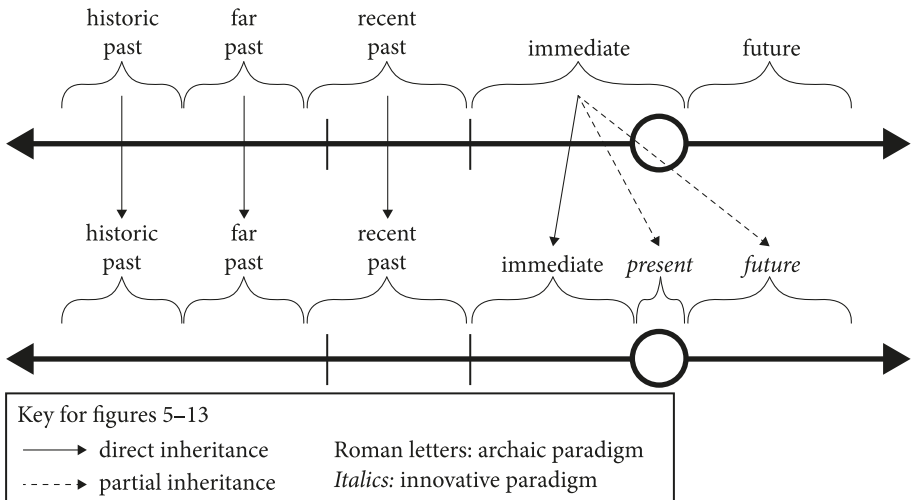 historic
past
far
past
recent
past
immediate
future
historic
past
far
past
recent
past
immediate
present
future
Key for figures 5–13
direct inheritance
partial inheritance
Roman letters: archaic paradigm
Italics: innovative paradigm